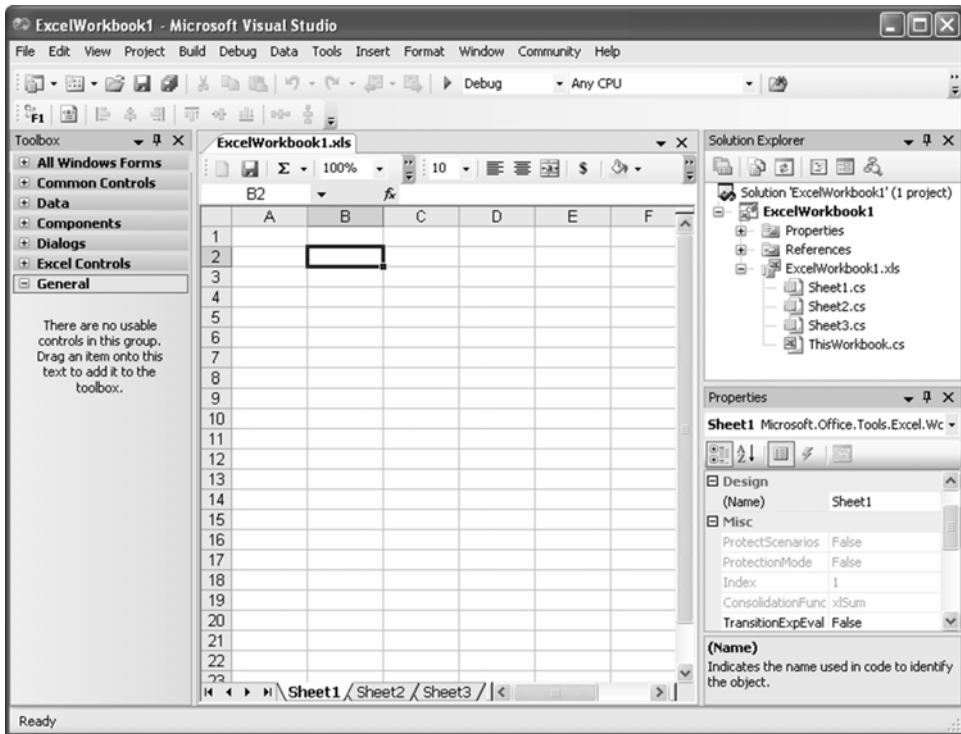 ExcelWorkbook1 - Microsoft Visual Studio
File Edit View Project Build Debug Data Tools Insert Format Window Community Help
Debug Any CPU
F1
Toolbox
All Windows Forms
Common Controls
Data
Components
Dialogs
Excel Controls
General
There are no usable
controls in this group.
Drag an item onto this
text to add it to the
toolbox.
ExcelWorkbook1.xls
Σ 100% 10 $
B2 fx
A B C D E F
1
2
3
4
5
6
7
8
9
10
11
12
13
14
15
16
17
18
19
20
21
22
23
Sheet1 Sheet2 Sheet3
Solution Explorer
Solution 'ExcelWorkbook1' (1 project)
ExcelWorkbook1
Properties
References
ExcelWorkbook1.xls
Sheet1.cs
Sheet2.cs
Sheet3.cs
ThisWorkbook.cs
Properties
Sheet1 Microsoft.Office.Tools.Excel.Wc
Design
(Name) Sheet1
Misc
ProtectScenarios False
ProtectionMode False
Index 1
ConsolidationFunc xlSum
TransitionExpEval False
(Name)
Indicates the name used in code to identify
the object.
Ready